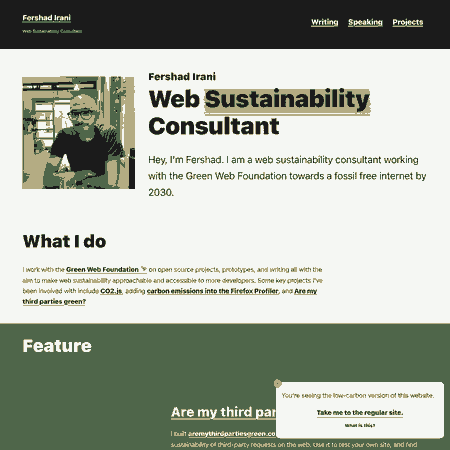 Fershad Irani
Web Sustainability Consultant
Writing Speaking Projects
Fershad Irani
Web Sustainability
Consultant
Hey, I'm Fershad. I am a web sustainability consultant working
with the Green Web Foundation towards a fossil free internet by
2030.
What I do
I work with the Green Web Foundation on open source projects, prototypes, and writing all with the
aim to make web sustainability approachable and accessible to more developers. Some key projects I've
been involved with include CO2.js, adding carbon emissions into the Firefox Profiler, and Are my
third parties green?
Feature
Are my third par
I built aremythirdpartiesgreen.co
sustainability of third-party requests on the web. Use it to test your own site, and find
You're seeing the low-carbon version of this website.
Take me to the regular site.
What is this?